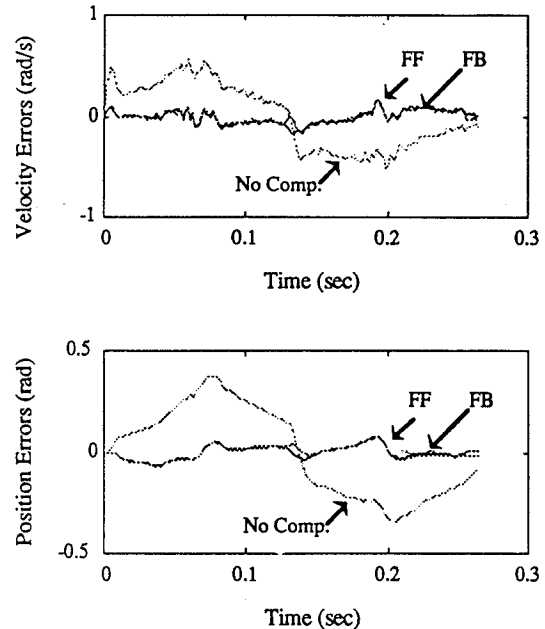 1
FF
FB
Velocity Errors (rad/s)
0
No Comp.
-1
0
0.1
0.2
0.3
Time (sec)
0.5
FF
FB
Position Errors (rad)
0
No Comp.
-0.5
0
0.1
0.2
0.3
Time (sec)